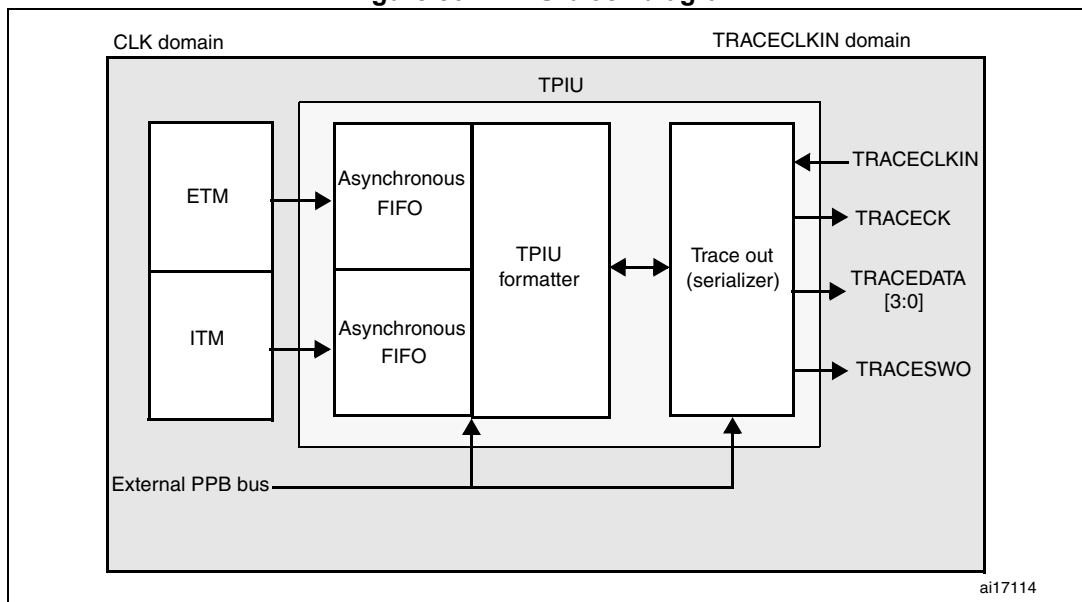 CLK domain
TRACECLKIN domain
TPIU
ETM
ITM
Asynchronous
FIFO
Asynchronous
FIFO
TPIU
formatter
Trace out
(serializer)
TRACECLKIN
TRACECK
TRACEDATA
[3:0]
TRACESWO
External PPB bus
ai17114